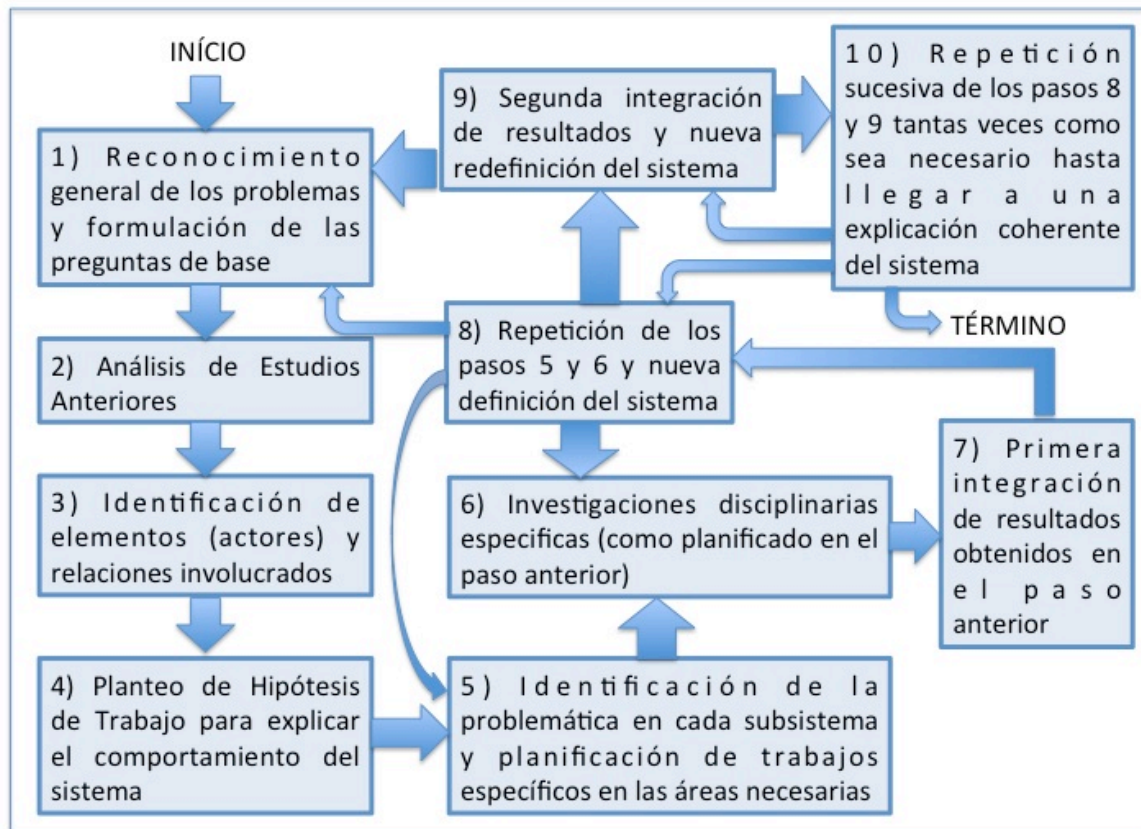 INÍCIO
1) Reconocimiento
general de los problemas
y formulación de las
preguntas de base
2) Análisis de Estudios
Anteriores
3) Identificación de
elementos (actores) y
relaciones involucrados
4) Planteo de Hipótesis
de Trabajo para explicar
el comportamiento del
sistema
5) Identificación de la
problemática en cada subsistema
y planificación de trabajos
específicos en las áreas necesarias
6) Investigaciones disciplinarias
especificas (como planificado en el
paso anterior)
7) Primera
integración
de resultados
obtenidos en
el paso
anterior
8) Repetición de los
pasos 5 y 6 y nueva
definición del sistema
9) Segunda integración
de resultados y nueva
redefinición del sistema
10) Repetición
sucesiva de los pasos 8
y 9 tantas veces como
sea necesario hasta
llegar a una
explicación coherente
del sistema
TÉRMINO